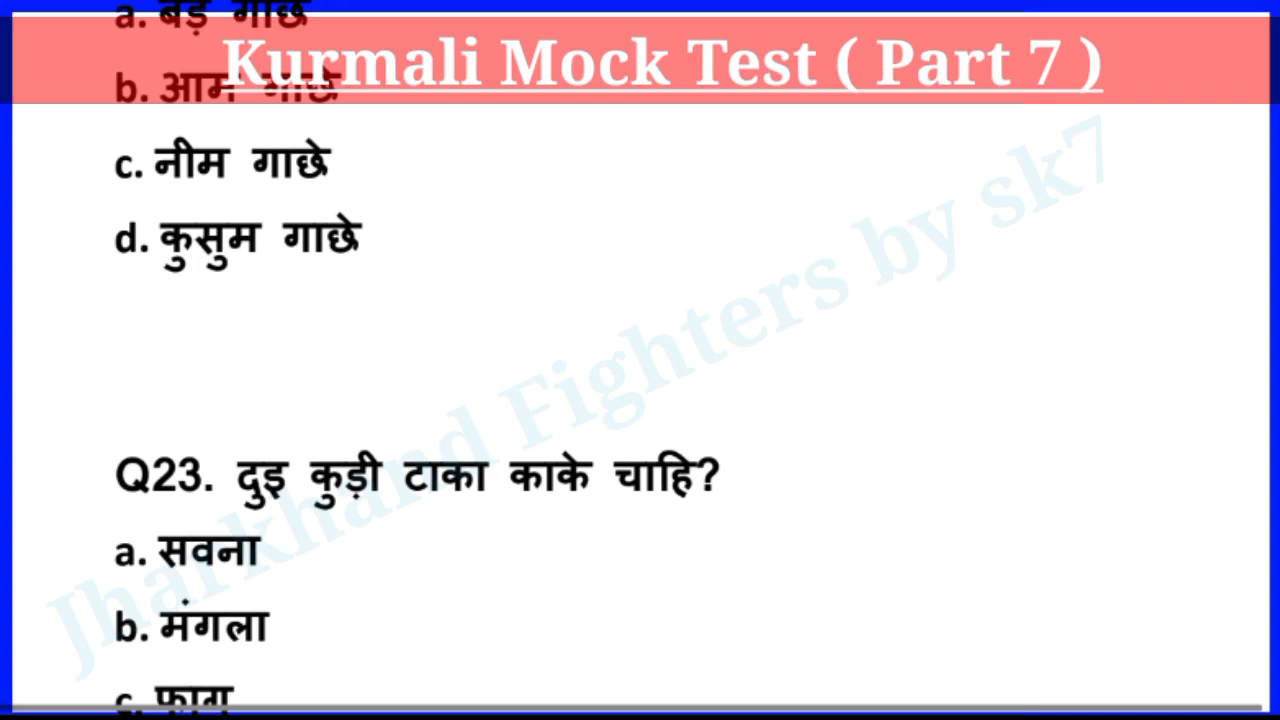 a. बड़ गाछे
Kurmali Mock Test ( Part 7 )
b. आम गाछे
c. नीम गाछे
d. कुसुम गाछे
Jharkhand Fighters by sk7
Q23. दुइ कुड़ी टाका काके चाहि?
a. सवना
b. मंगला
c. फागु